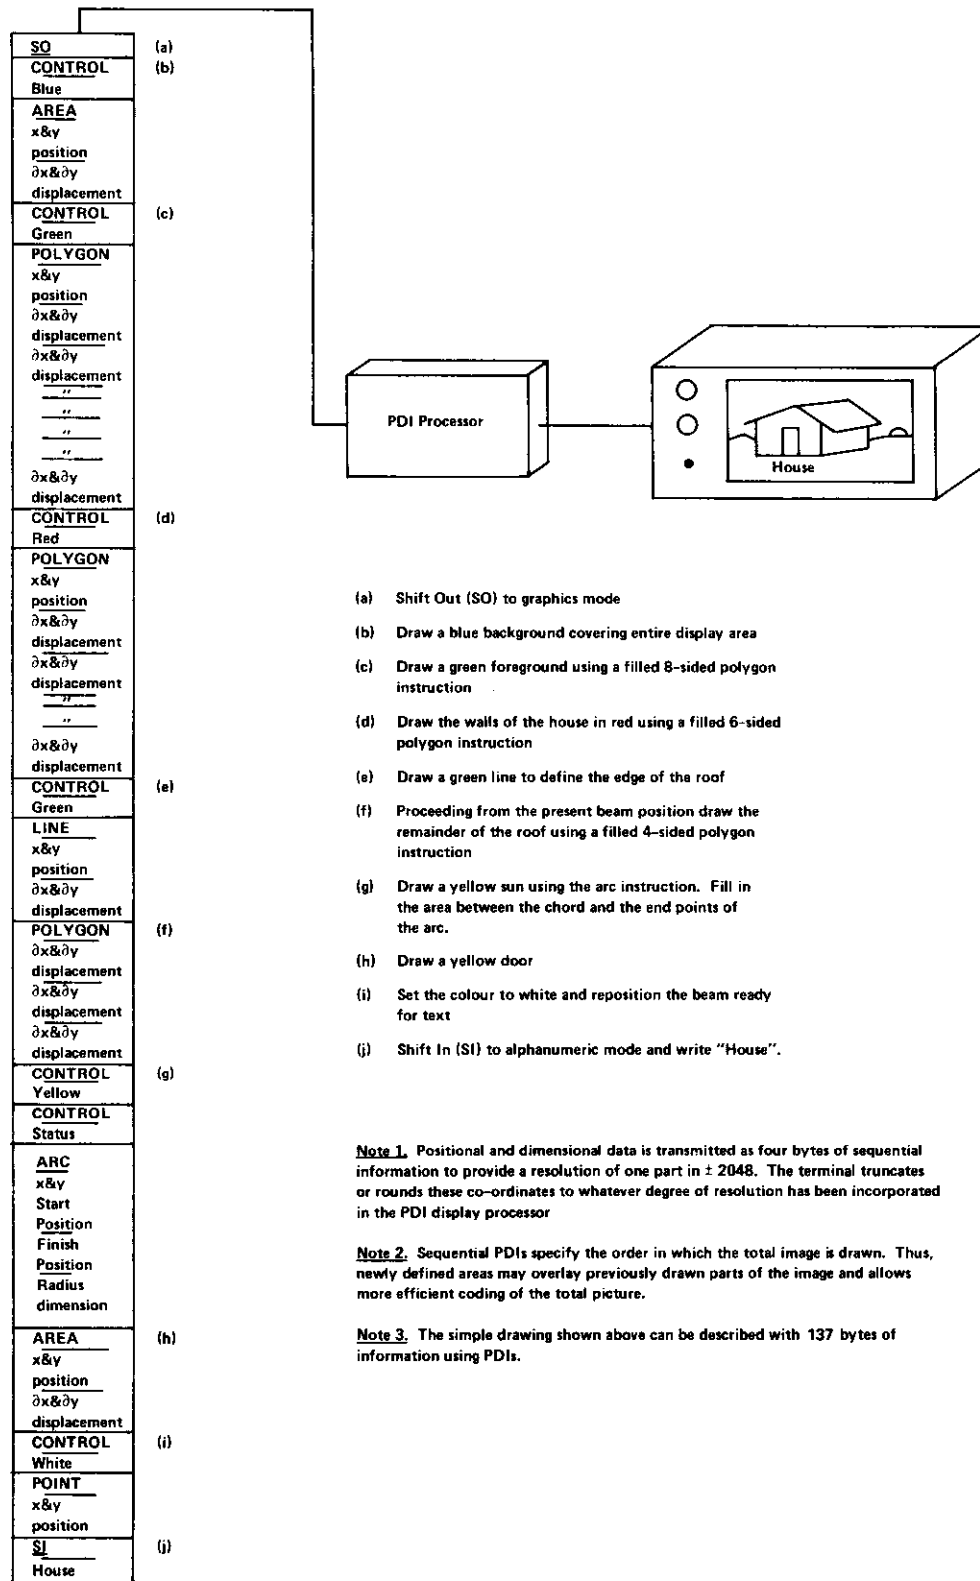 SO (a)
CONTROL (b)
Blue
AREA
x&y
position
∂x&∂y
displacement
CONTROL (c)
Green
POLYGON
x&y
position
∂x&∂y
displacement
∂x&∂y
displacement
"
"
"
"
∂x&∂y
displacement
CONTROL (d)
Red
POLYGON
x&y
position
∂x&∂y
displacement
∂x&∂y
displacement
"
"
∂x&∂y
displacement
CONTROL (e)
Green
LINE
x&y
position
∂x&∂y
displacement
POLYGON (f)
∂x&∂y
displacement
∂x&∂y
displacement
∂x&∂y
displacement
CONTROL (g)
Yellow
CONTROL
Status
ARC
x&y
Start
Position
Finish
Position
Radius
dimension
AREA (h)
x&y
position
∂x&∂y
displacement
CONTROL (i)
White
POINT
x&y
position
SI (j)
House
PDI Processor
House
(a) Shift Out (SO) to graphics mode
(b) Draw a blue background covering entire display area
(c) Draw a green foreground using a filled 8-sided polygon
instruction
(d) Draw the walls of the house in red using a filled 6-sided
polygon instruction
(e) Draw a green line to define the edge of the roof
(f) Proceeding from the present beam position draw the
remainder of the roof using a filled 4-sided polygon
instruction
(g) Draw a yellow sun using the arc instruction. Fill in
the area between the chord and the end points of
the arc.
(h) Draw a yellow door
(i) Set the colour to white and reposition the beam ready
for text
(j) Shift In (SI) to alphanumeric mode and write "House".
Note 1. Positional and dimensional data is transmitted as four bytes of sequential
information to provide a resolution of one part in ± 2048. The terminal truncates
or rounds these co-ordinates to whatever degree of resolution has been incorporated
in the PDI display processor
Note 2. Sequential PDIs specify the order in which the total image is drawn. Thus,
newly defined areas may overlay previously drawn parts of the image and allows
more efficient coding of the total picture.
Note 3. The simple drawing shown above can be described with 137 bytes of
information using PDIs.